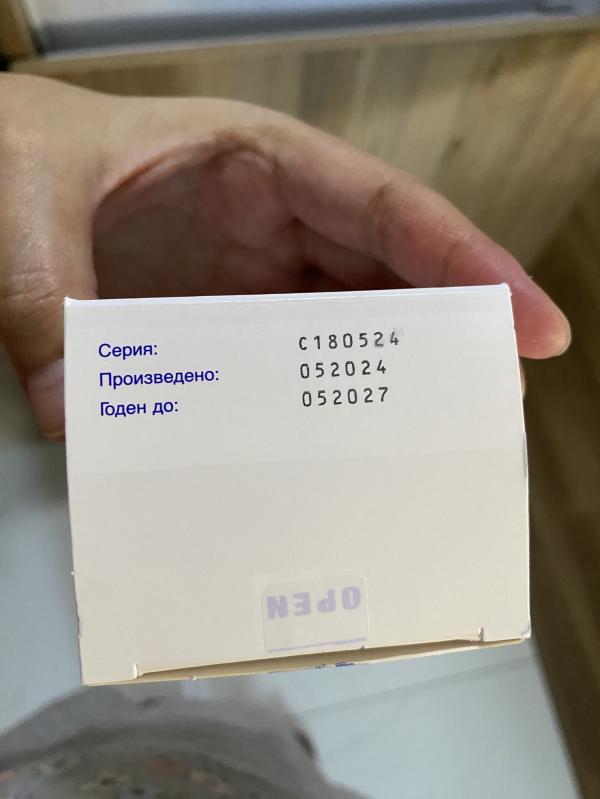 Серия: C180524
Произведено: 052024
Годен до: 052027
OPEN